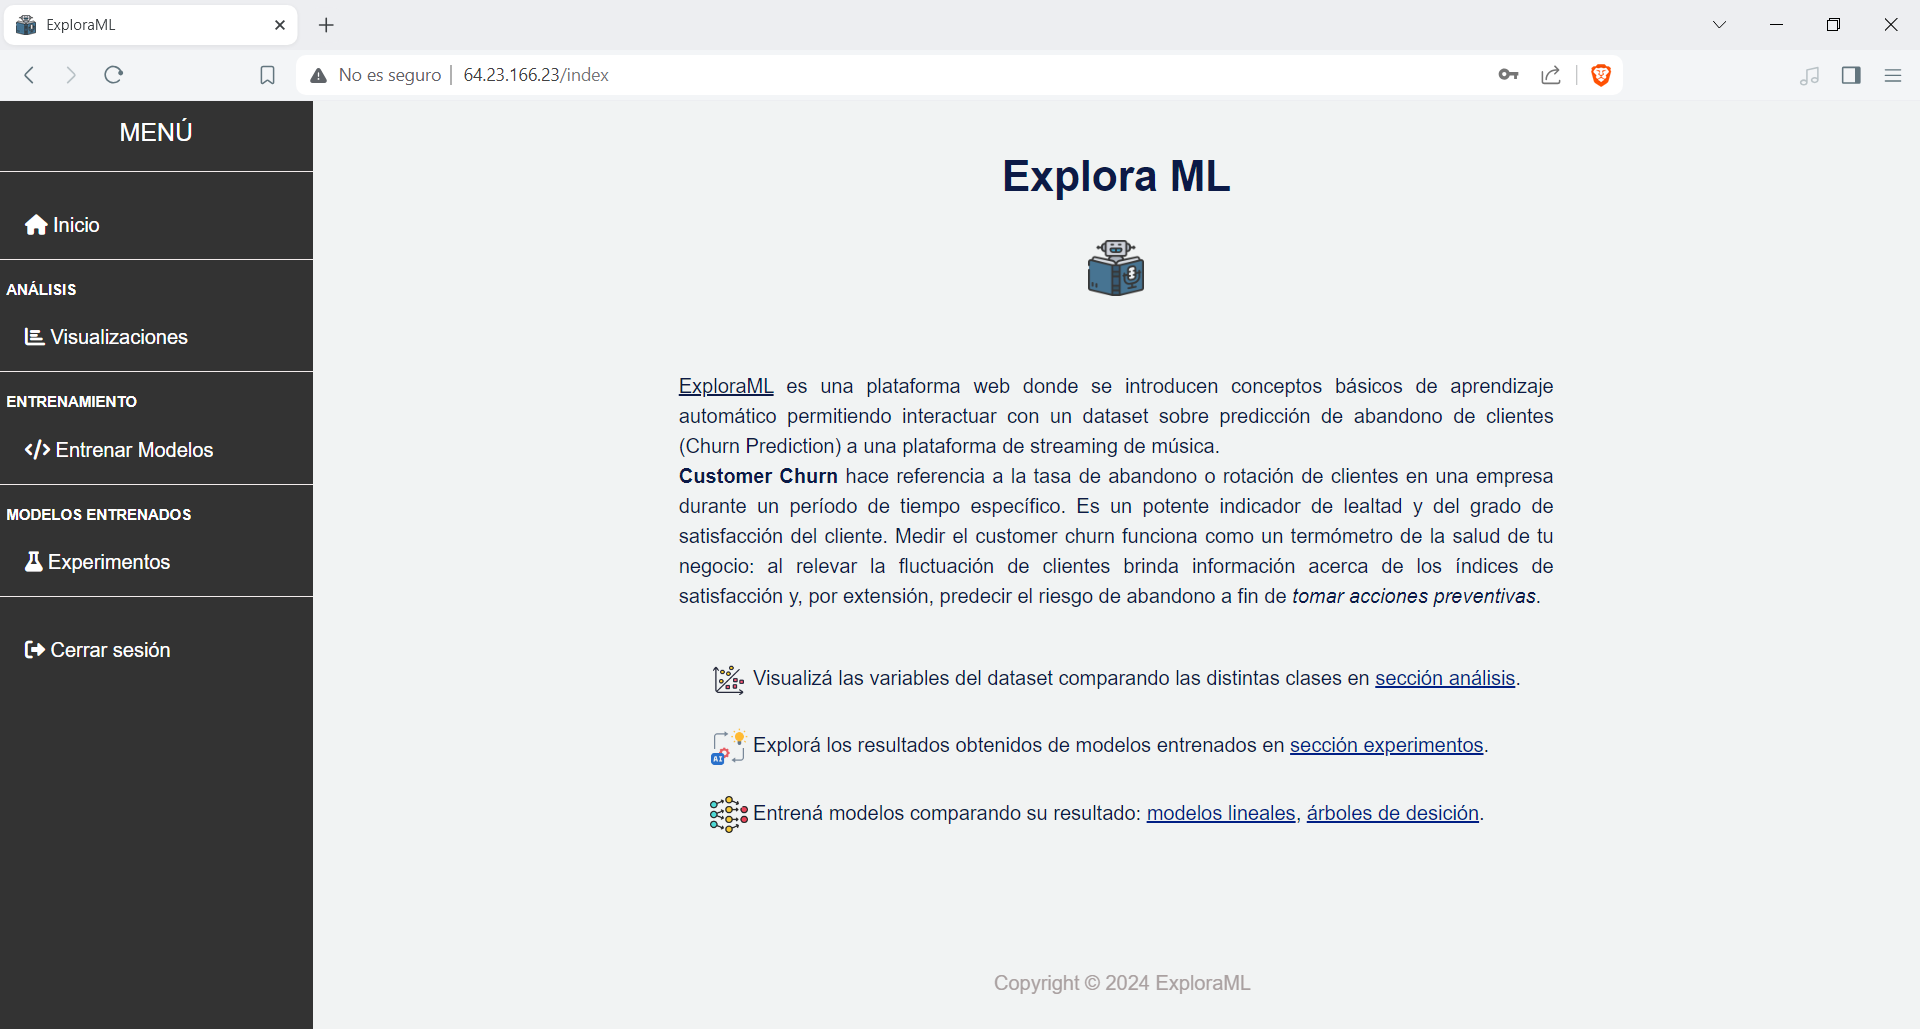 ExploraML
No es seguro 64.23.166.23/index
MENÚ
Inicio
ANÁLISIS
Visualizaciones
ENTRENAMIENTO
Entrenar Modelos
MODELOS ENTRENADOS
Experimentos
Cerrar sesión
Explora ML
ExploraML es una plataforma web donde se introducen conceptos básicos de aprendizaje
automático permitiendo interactuar con un dataset sobre predicción de abandono de clientes
(Churn Prediction) a una plataforma de streaming de música.
Customer Churn hace referencia a la tasa de abandono o rotación de clientes en una empresa
durante un período de tiempo específico. Es un potente indicador de lealtad y del grado de
satisfacción del cliente. Medir el customer churn funciona como un termómetro de la salud de tu
negocio: al relevar la fluctuación de clientes brinda información acerca de los índices de
satisfacción y, por extensión, predecir el riesgo de abandono a fin de tomar acciones preventivas.
Visualizá las variables del dataset comparando las distintas clases en sección análisis.
AI
Explorá los resultados obtenidos de modelos entrenados en sección experimentos.
Entrená modelos comparando su resultado: modelos lineales, árboles de desición.
Copyright © 2024 ExploraML